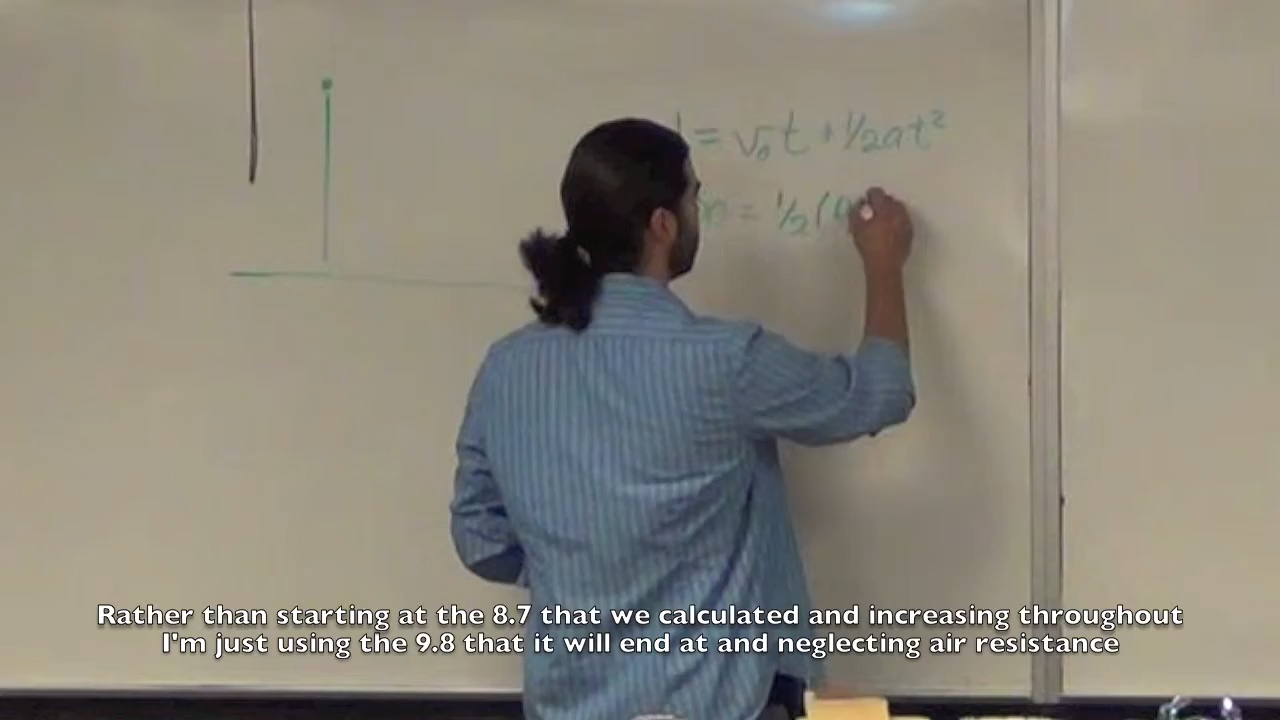 = v₀t + 1/2at²
= 1/2(
Rather than starting at the 8.7 that we calculated and increasing throughout
I'm just using the 9.8 that it will end at and neglecting air resistance